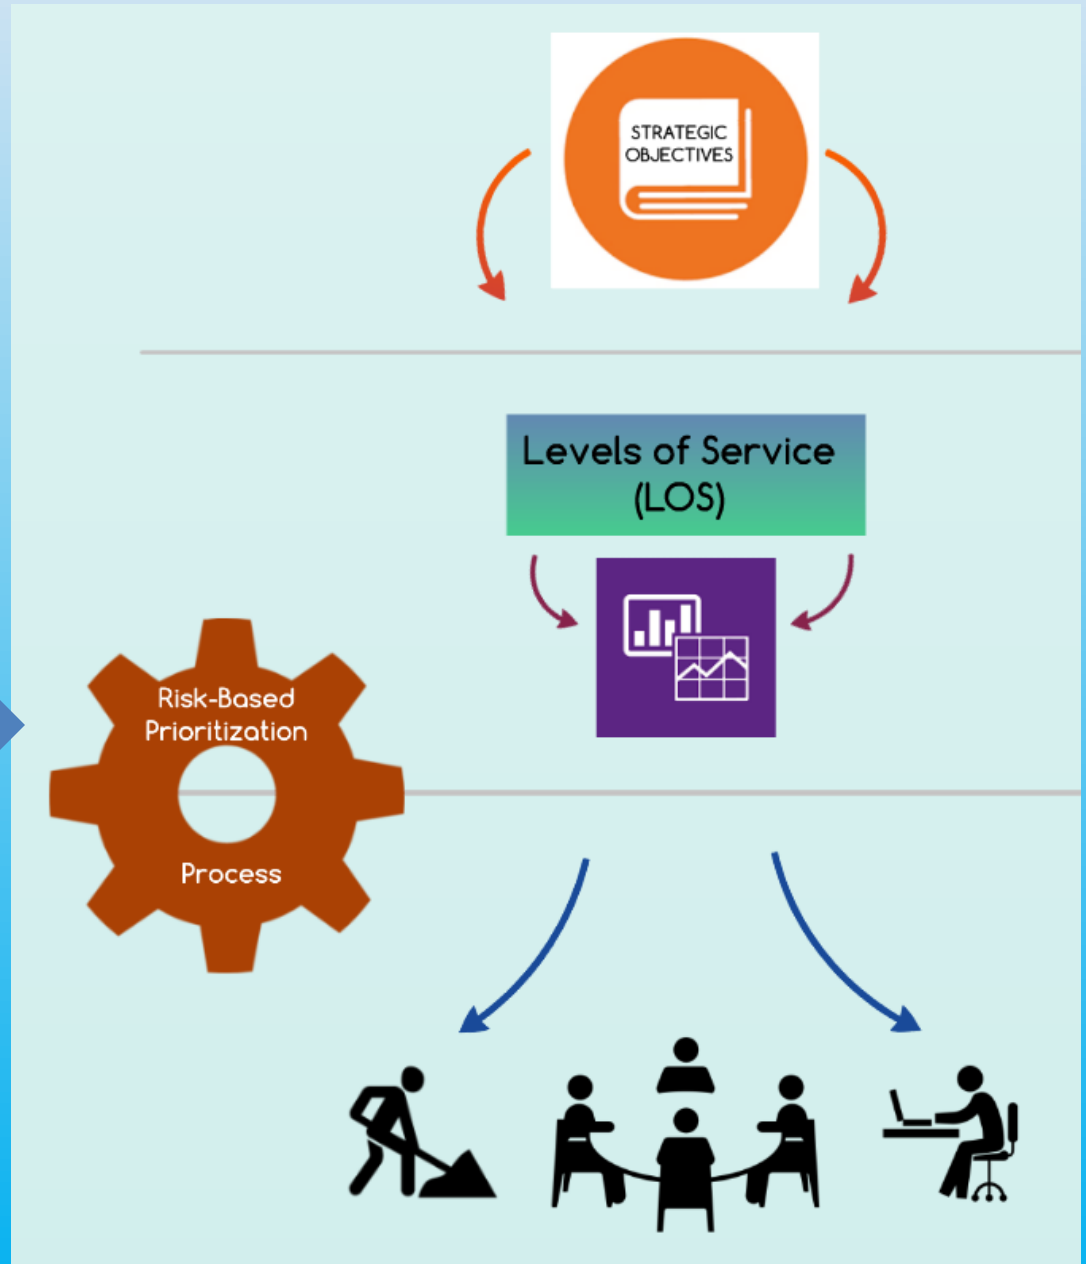 STRATEGIC
OBJECTIVES
Levels of Service
(LOS)
Risk-Based
Prioritization
Process